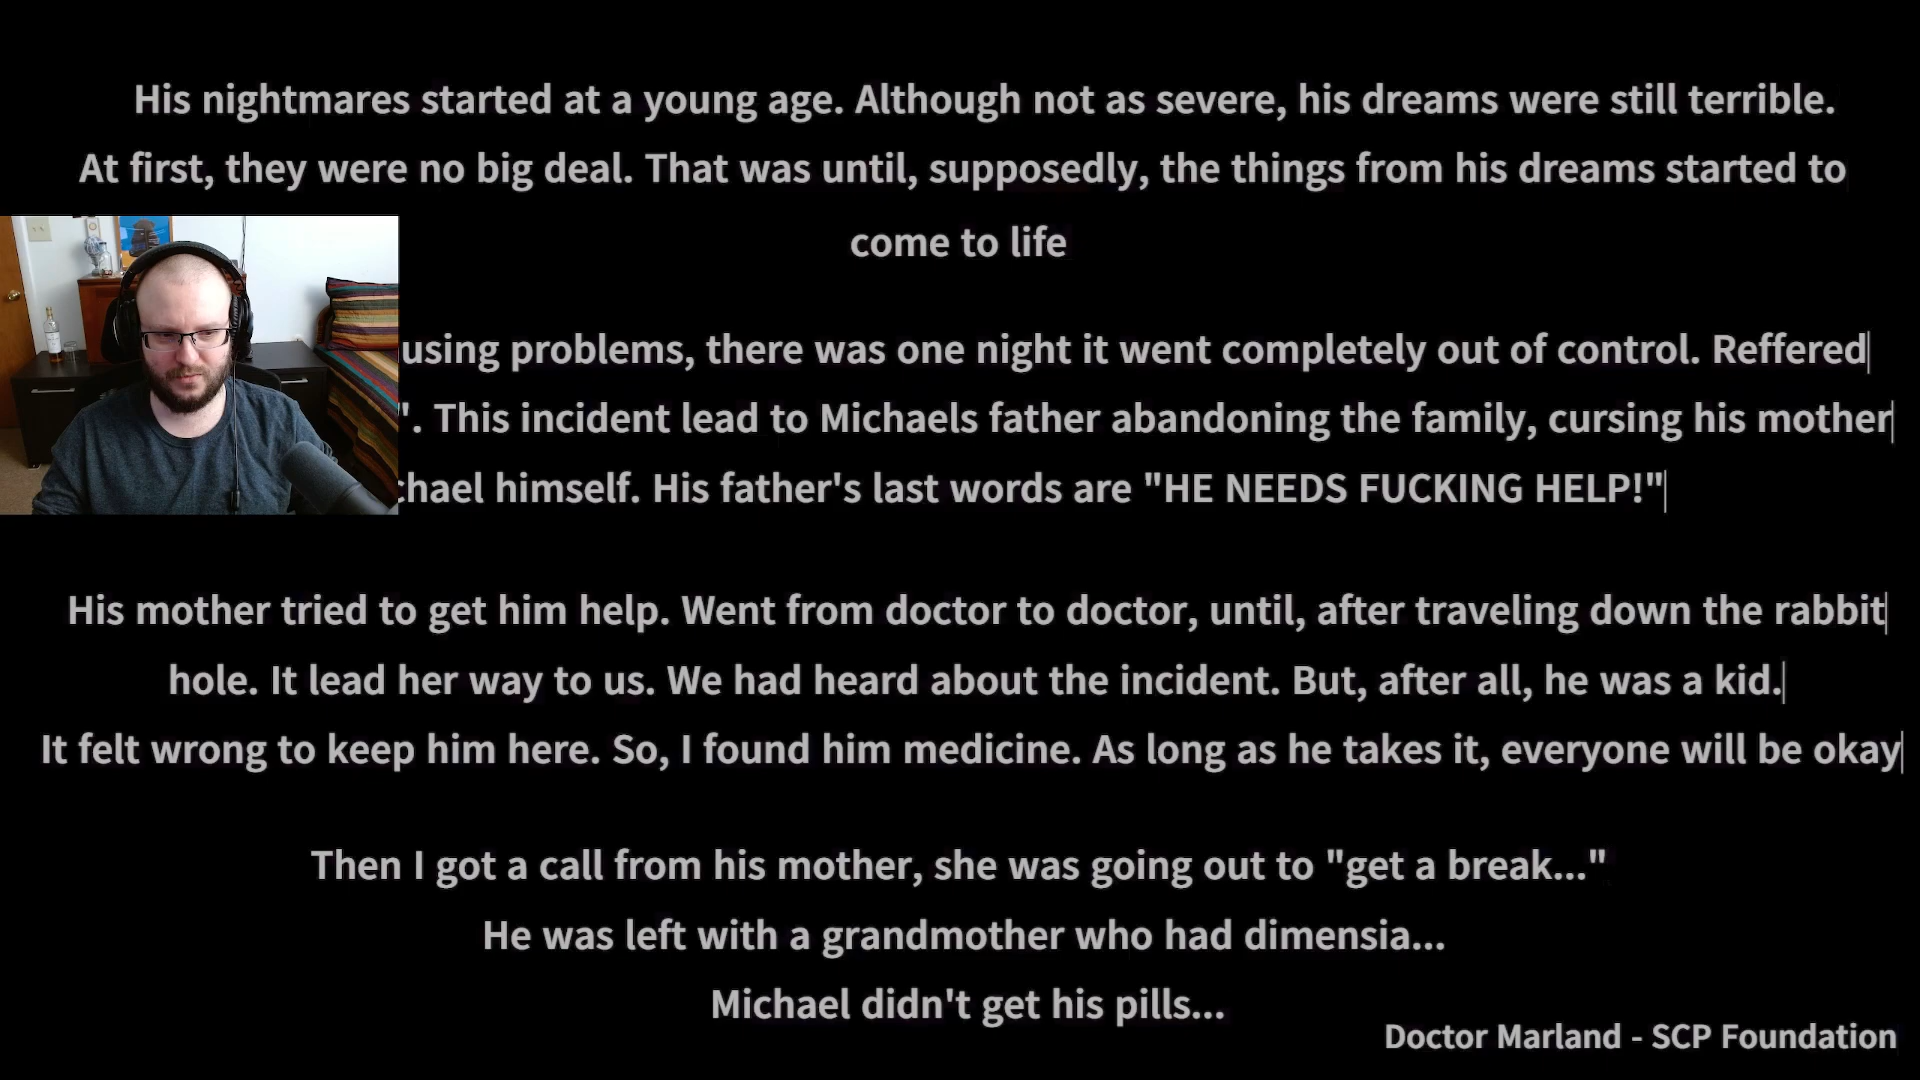 His nightmares started at a young age. Although not as severe, his dreams were still terrible.
At first, they were no big deal. That was until, supposedly, the things from his dreams started to
come to life
using problems, there was one night it went completely out of control. Reffered
". This incident lead to Michaels father abandoning the family, cursing his mother
chael himself. His father's last words are "HE NEEDS FUCKING HELP!"
His mother tried to get him help. Went from doctor to doctor, until, after traveling down the rabbit
hole. It lead her way to us. We had heard about the incident. But, after all, he was a kid.
It felt wrong to keep him here. So, I found him medicine. As long as he takes it, everyone will be okay
Then I got a call from his mother, she was going out to "get a break..."
He was left with a grandmother who had dimensia...
Michael didn't get his pills...
Doctor Marland - SCP Foundation